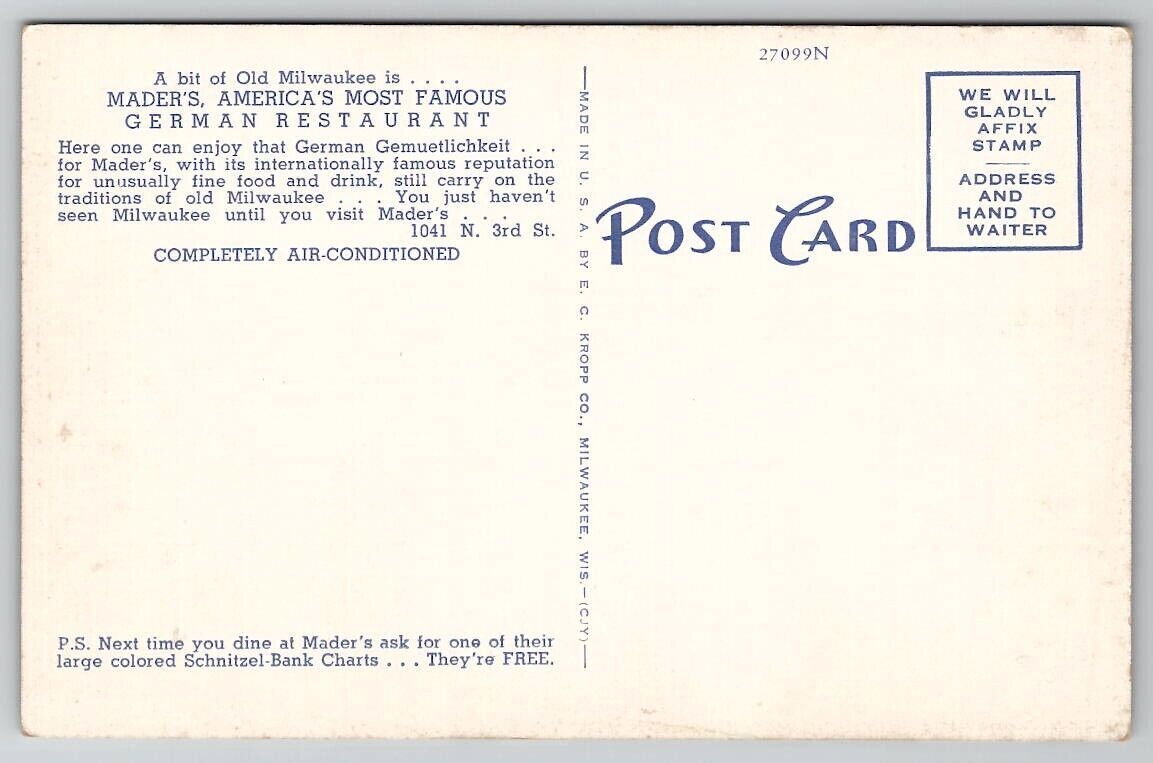 A bit of Old Milwaukee is . . . .
MADER'S, AMERICA'S MOST FAMOUS
GERMAN RESTAURANT
Here one can enjoy that German Gemuetlichkeit . . .
for Mader's, with its internationally famous reputation
for unusually fine food and drink, still carry on the
traditions of old Milwaukee . . . You just haven't
seen Milwaukee until you visit Mader's . . .
1041 N. 3rd St.
COMPLETELY AIR-CONDITIONED
P.S. Next time you dine at Mader's ask for one of their
large colored Schnitzel-Bank Charts . . . They're FREE.
MADE IN U. S. A. BY E. C. KROPP CO., MILWAUKEE, WIS. — (CJY)
27099N
POST CARD
WE WILL
GLADLY
AFFIX
STAMP
ADDRESS
AND
HAND TO
WAITER